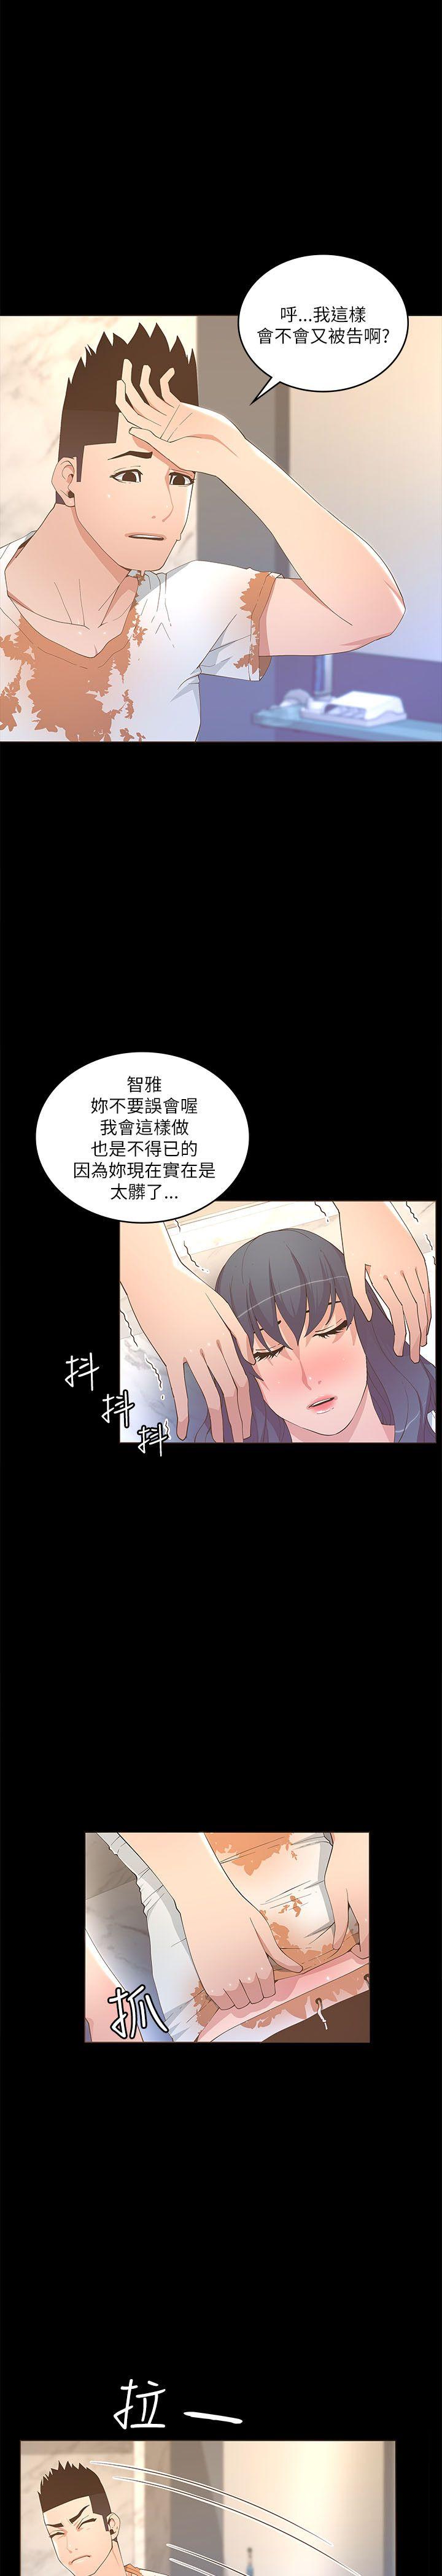 呼...我這樣
會不會又被告啊?
智雅
妳不要誤會喔
我會這樣做
也是不得已的
因為妳現在實在是
太髒了...
抖
抖
抖
抓
拉一